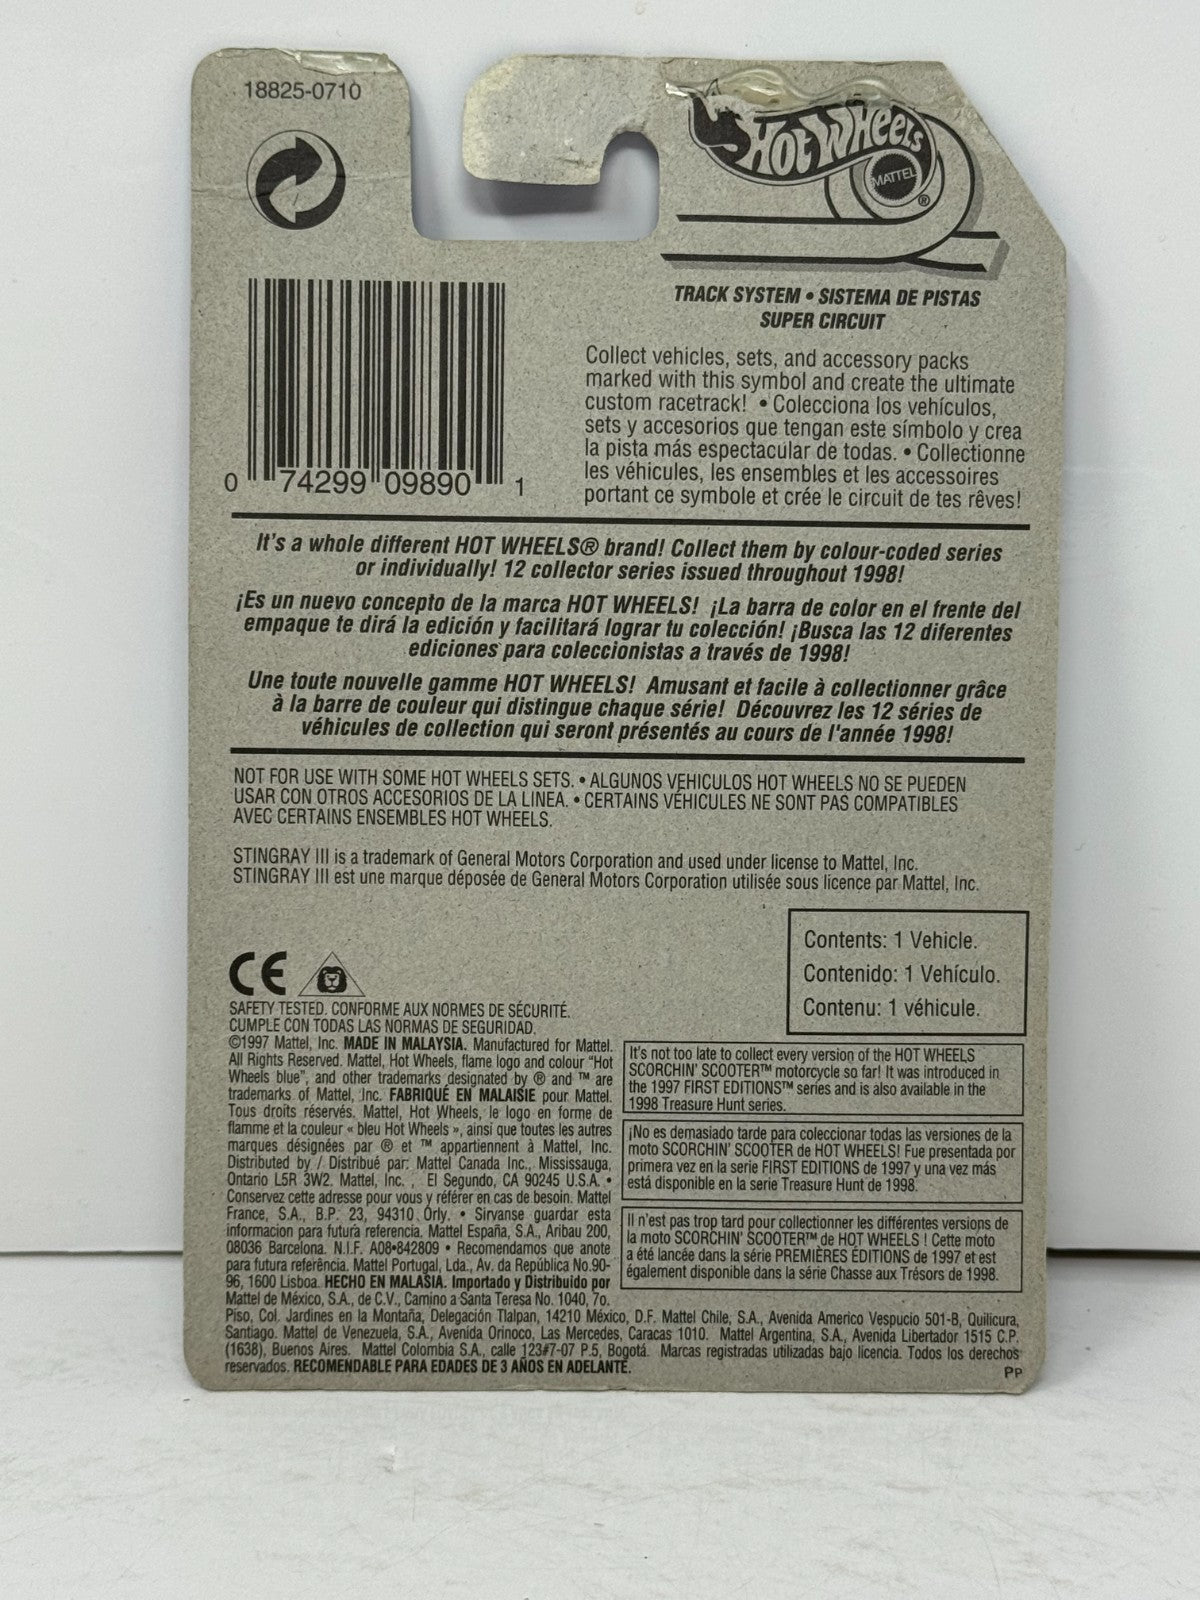 18825-0710
Hot Wheels
MATTEL
®
TRACK SYSTEM • SISTEMA DE PISTAS
SUPER CIRCUIT
Collect vehicles, sets, and accessory packs
marked with this symbol and create the ultimate
custom racetrack! • Colecciona los vehículos,
sets y accesorios que tengan este símbolo y crea
la pista más espectacular de todas. • Collectionne
les véhicules, les ensembles et les accessoires
portant ce symbole et crée le circuit de tes rêves!
0 74299 09890 1
It's a whole different HOT WHEELS® brand! Collect them by colour-coded series
or individually! 12 collector series issued throughout 1998!
¡Es un nuevo concepto de la marca HOT WHEELS! ¡La barra de color en el frente del
empaque te dirá la edición y facilitará lograr tu colección! ¡Busca las 12 diferentes
ediciones para coleccionistas a través de 1998!
Une toute nouvelle gamme HOT WHEELS! Amusant et facile à collectionner grâce
à la barre de couleur qui distingue chaque série! Découvrez les 12 séries de
véhicules de collection qui seront présentés au cours de l'année 1998!
NOT FOR USE WITH SOME HOT WHEELS SETS. • ALGUNOS VEHICULOS HOT WHEELS NO SE PUEDEN
USAR CON OTROS ACCESORIOS DE LA LINEA. • CERTAINS VÉHICULES NE SONT PAS COMPATIBLES
AVEC CERTAINS ENSEMBLES HOT WHEELS.
STINGRAY III is a trademark of General Motors Corporation and used under license to Mattel, Inc.
STINGRAY III est une marque déposée de General Motors Corporation utilisée sous licence par Mattel, Inc.
Contents: 1 Vehicle.
Contenido: 1 Vehículo.
Contenu: 1 véhicule.
CE
SAFETY TESTED. CONFORME AUX NORMES DE SÉCURITÉ.
CUMPLE CON TODAS LAS NORMAS DE SEGURIDAD.
©1997 Mattel, Inc. MADE IN MALAYSIA. Manufactured for Mattel.
All Rights Reserved. Mattel, Hot Wheels, flame logo and colour "Hot
Wheels blue", and other trademarks designated by ® and ™ are
trademarks of Mattel, Inc. FABRIQUÉ EN MALAISIE pour Mattel.
Tous droits réservés. Mattel, Hot Wheels, le logo en forme de
flamme et la couleur « bleu Hot Wheels », ainsi que toutes les autres
marques désignées par ® et ™ appartiennent à Mattel, Inc.
Distributed by / Distribué par: Mattel Canada Inc., Mississauga,
Ontario L5R 3W2. Mattel, Inc. , El Segundo, CA 90245 U.S.A. •
Conservez cette adresse pour vous y référer en cas de besoin. Mattel
France, S.A., B.P. 23, 94310 Orly. • Sirvanse guardar esta
informacion para futura referencia. Mattel España, S.A., Aribau 200,
08036 Barcelona. N.I.F. A08•842809 • Recomendamos que anote
para futura referência. Mattel Portugal, Lda., Av. da República No.90-
96, 1600 Lisboa. HECHO EN MALASIA. Importado y Distribuido por
Mattel de México, S.A., de C.V., Camino a Santa Teresa No. 1040, 7o.
Piso, Col. Jardines en la Montaña, Delegación Tlalpan, 14210 México, D.F. Mattel Chile, S.A., Avenida Americo Vespucio 501-B, Quilicura,
Santiago. Mattel de Venezuela, S.A., Avenida Orinoco, Las Mercedes, Caracas 1010. Mattel Argentina, S.A., Avenida Libertador 1515 C.P.
(1638), Buenos Aires. Mattel Colombia S.A., calle 123#7-07 P.5, Bogotá. Marcas registradas utilizadas bajo licencia. Todos los derechos
reservados. RECOMENDABLE PARA EDADES DE 3 AÑOS EN ADELANTE.
It's not too late to collect every version of the HOT WHEELS
SCORCHIN' SCOOTER™ motorcycle so far! It was introduced in
the 1997 FIRST EDITIONS™ series and is also available in the
1998 Treasure Hunt series.
¡No es demasiado tarde para coleccionar todas las versiones de la
moto SCORCHIN' SCOOTER de HOT WHEELS! Fue presentada por
primera vez en la serie FIRST EDITIONS de 1997 y una vez más
está disponible en la serie Treasure Hunt de 1998.
Il n'est pas trop tard pour collectionner les différentes versions de
la moto SCORCHIN' SCOOTER™ de HOT WHEELS ! Cette moto
a été lancée dans la série PREMIÈRES ÉDITIONS de 1997 et est
également disponible dans la série Chasse aux Trésors de 1998.
PP